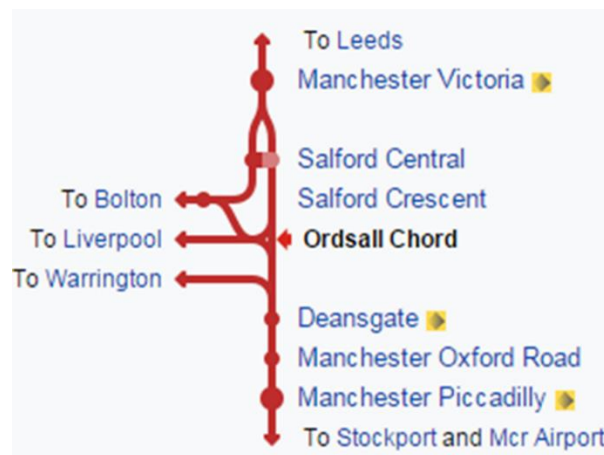 To Leeds
Manchester Victoria
Salford Central
To Bolton Salford Crescent
To Liverpool Ordsall Chord
To Warrington
Deansgate
Manchester Oxford Road
Manchester Piccadilly
To Stockport and Mcr Airport